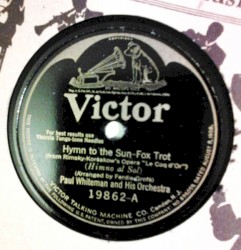 Victor
For best results use
Victor Tungs-tone Needles
Hymn to the Sun-Fox Trot
(from Rimsky-Korsakow's Opera "Le Coq d'Or")
(Himno al Sol)
(Arranged by Ferdie Grofé)
Paul Whiteman and His Orchestra
19862-A
VICTOR TALKING MACHINE CO. Camden, N.J.